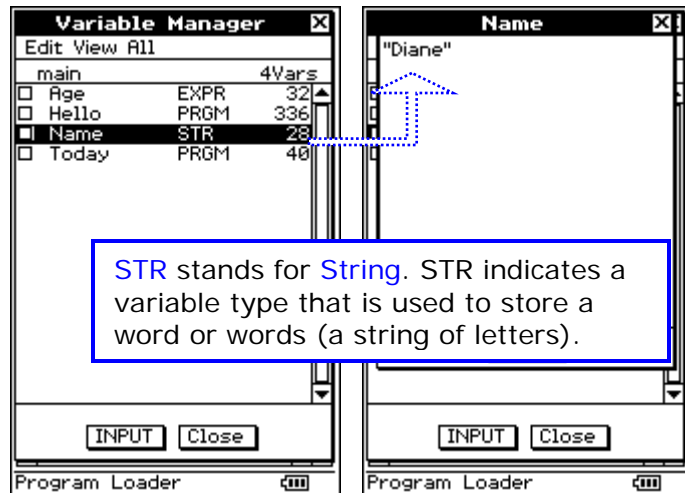 Variable Manager
Edit View All
main 4Vars
Age EXPR 32
Hello PRGM 336
Name STR 28
Today PRGM 40
INPUT Close
Program Loader
Name
"Diane"
STR stands for String. STR indicates a
variable type that is used to store a
word or words (a string of letters).
INPUT Close
Program Loader